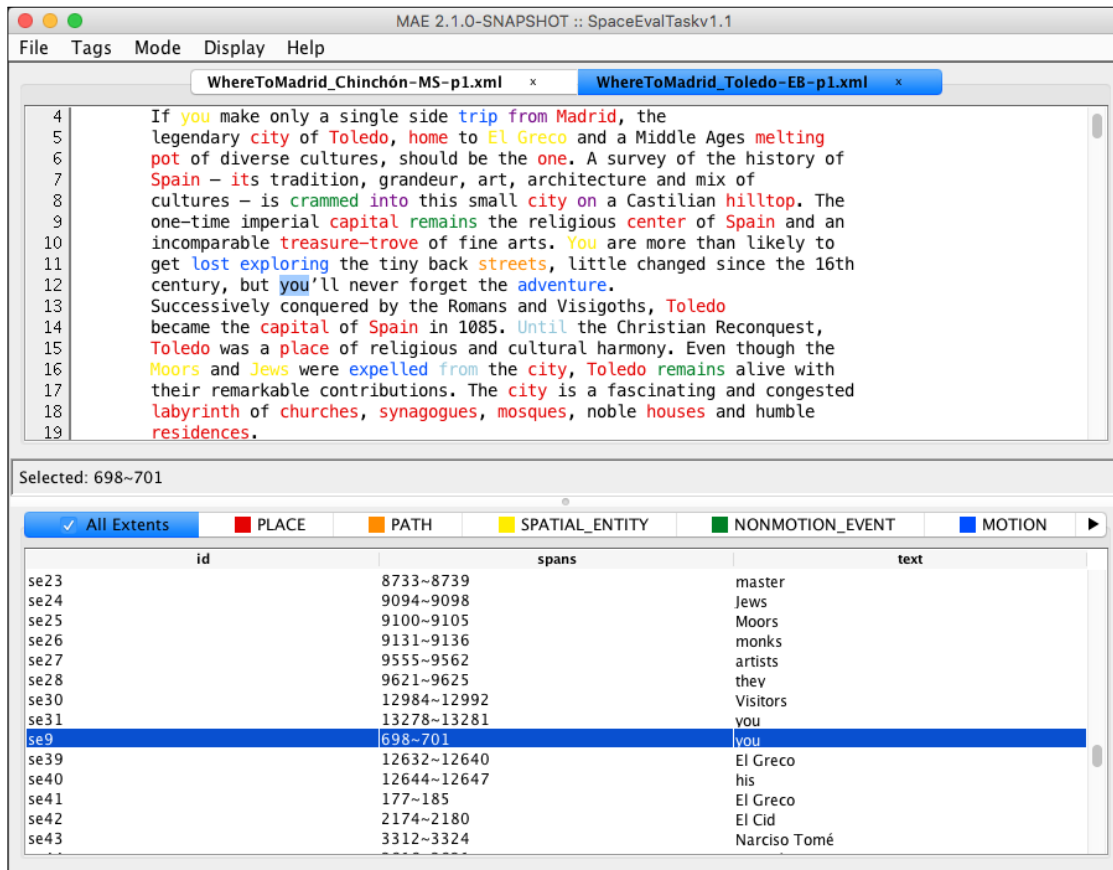 MAE 2.1.0-SNAPSHOT :: SpaceEvalTaskv1.1
File Tags Mode Display Help
WhereToMadrid_Chinchón-MS-p1.xml x WhereToMadrid_Toledo-EB-p1.xml x
4 If you make only a single side trip from Madrid, the
5 legendary city of Toledo, home to El Greco and a Middle Ages melting
6 pot of diverse cultures, should be the one. A survey of the history of
7 Spain – its tradition, grandeur, art, architecture and mix of
8 cultures – is crammed into this small city on a Castilian hilltop. The
9 one-time imperial capital remains the religious center of Spain and an
10 incomparable treasure-trove of fine arts. You are more than likely to
11 get lost exploring the tiny back streets, little changed since the 16th
12 century, but you’ll never forget the adventure.
13 Successively conquered by the Romans and Visigoths, Toledo
14 became the capital of Spain in 1085. Until the Christian Reconquest,
15 Toledo was a place of religious and cultural harmony. Even though the
16 Moors and Jews were expelled from the city, Toledo remains alive with
17 their remarkable contributions. The city is a fascinating and congested
18 labyrinth of churches, synagogues, mosques, noble houses and humble
19 residences.
Selected: 698~701
All Extents PLACE PATH SPATIAL_ENTITY NONMOTION_EVENT MOTION
id spans text
se23 8733~8739 master
se24 9094~9098 Jews
se25 9100~9105 Moors
se26 9131~9136 monks
se27 9555~9562 artists
se28 9621~9625 they
se30 12984~12992 Visitors
se31 13278~13281 you
se9 698~701 you
se39 12632~12640 El Greco
se40 12644~12647 his
se41 177~185 El Greco
se42 2174~2180 El Cid
se43 3312~3324 Narciso Tomé